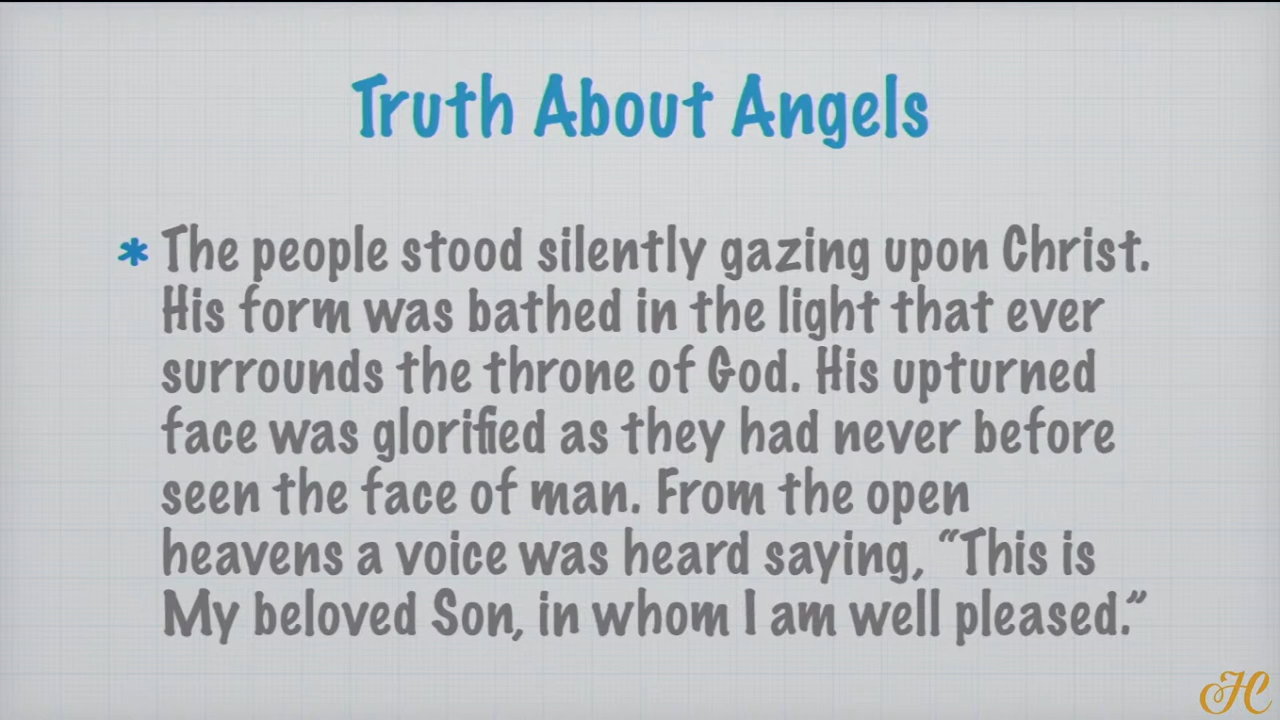 Truth About Angels
* The people stood silently gazing upon Christ.
His form was bathed in the light that ever
surrounds the throne of God. His upturned
face was glorified as they had never before
seen the face of man. From the open
heavens a voice was heard saying, “This is
My beloved Son, in whom I am well pleased.”
HC